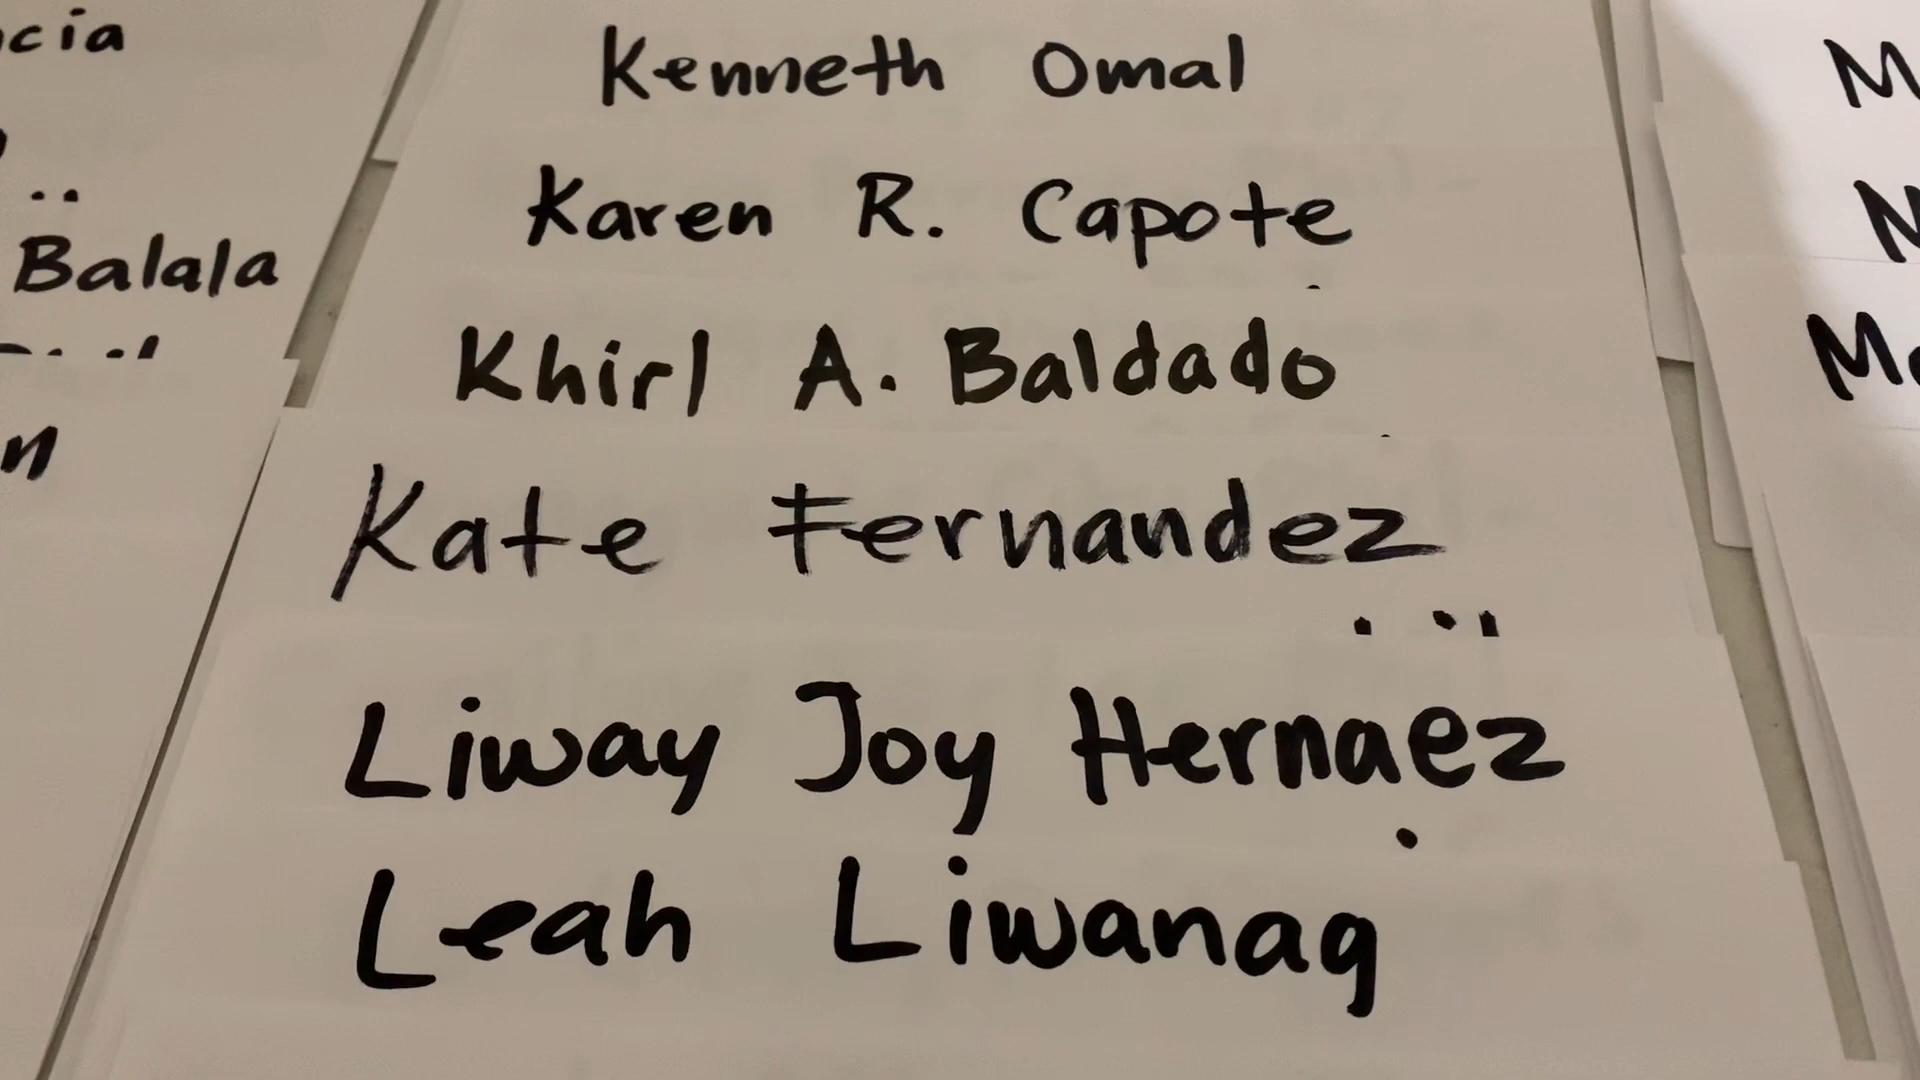 Kenneth Omal
Karen R. Capote
Khirl A. Baldado
Kate Fernandez
Liway Joy Hernaez
Leah Liwanag
Balala